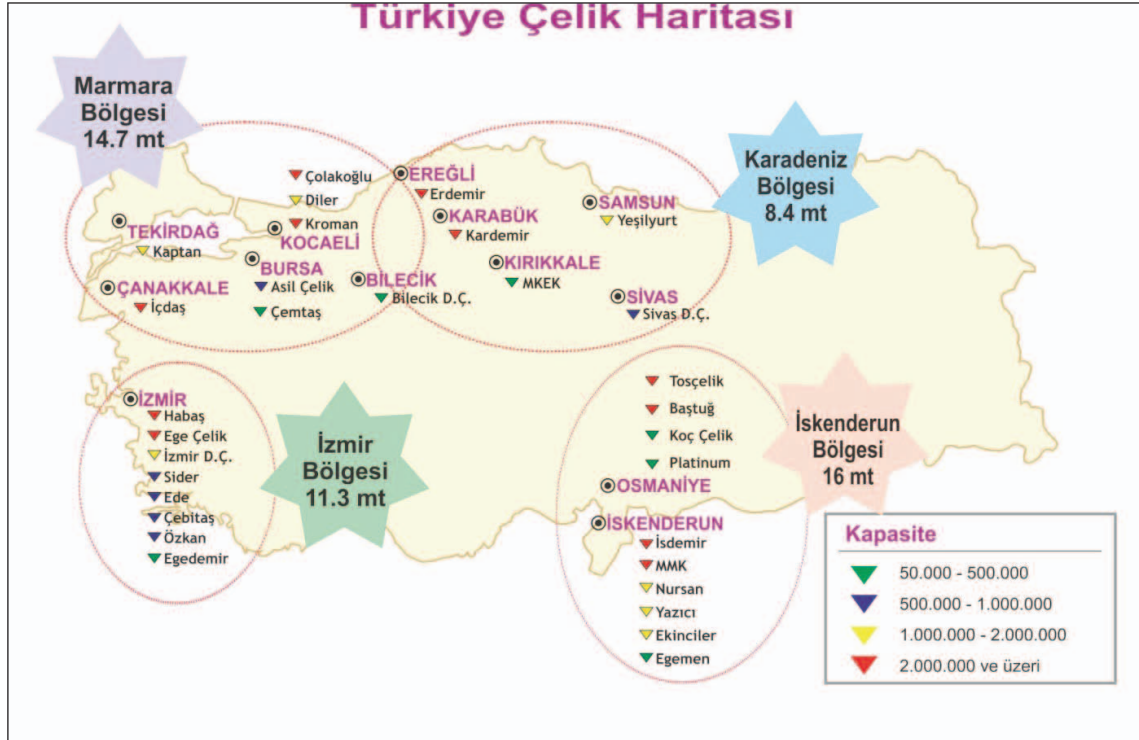 Türkiye Çelik Haritası
Marmara
Bölgesi
14.7 mt
Karadeniz
Bölgesi
8.4 mt
Çolakoğlu
Diler
Kroman
KOCAELİ
TEKİRDAĞ
Kaptan
BURSA
Asil Çelik
Çemtaş
ÇANAKKALE
İçdaş
BİLECİK
Bilecik D.Ç.
EREĞLİ
Erdemir
KARABÜK
Kardemir
SAMSUN
Yeşilyurt
KIRIKKALE
MKEK
SİVAS
Sivas D.Ç.
İZMİR
Habaş
Ege Çelik
İzmir D.Ç.
Sider
Ede
Çebitaş
Özkan
Egedemir
İzmir
Bölgesi
11.3 mt
Tosçelik
Baştuğ
Koç Çelik
Platinum
OSMANİYE
İSKENDERUN
İsdemir
MMK
Nursan
Yazıcı
Ekinciler
Egemen
İskenderun
Bölgesi
16 mt
Kapasite
50.000 - 500.000
500.000 - 1.000.000
1.000.000 - 2.000.000
2.000.000 ve üzeri